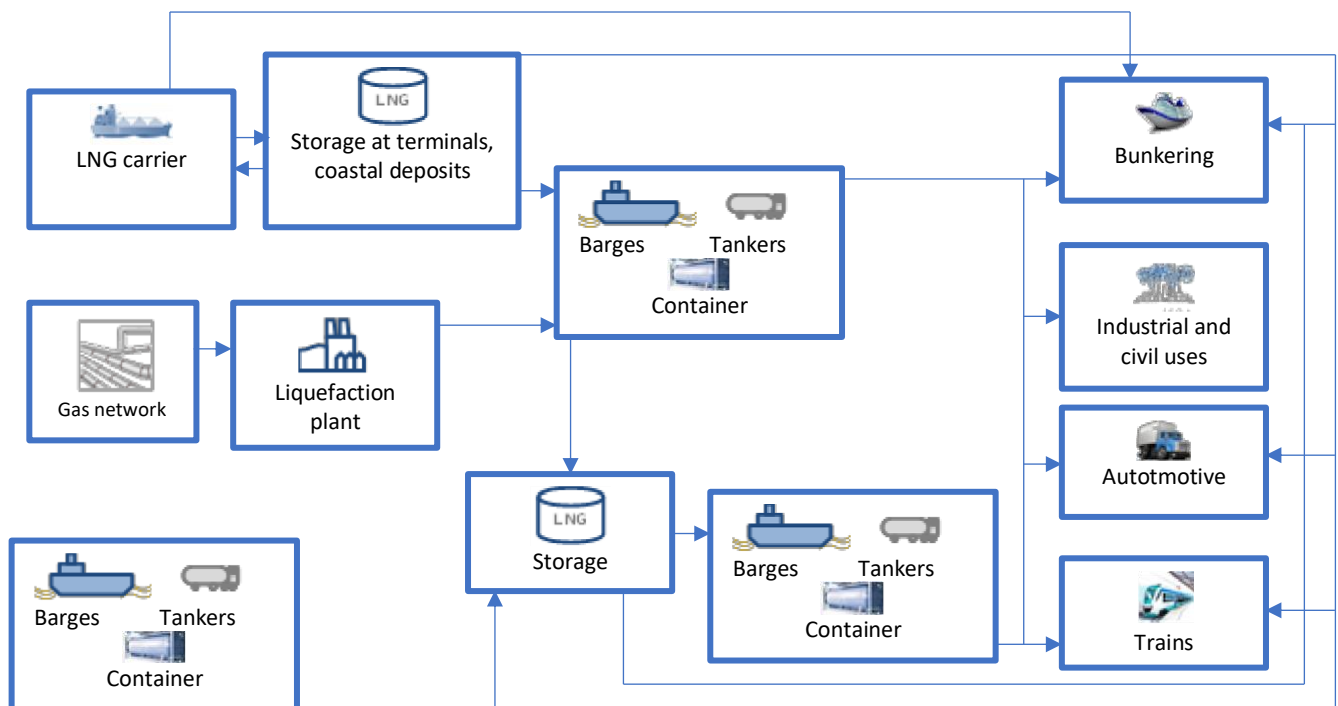 LNG carrier
LNG
Storage at terminals,
coastal deposits
Bunkering
Barges
Tankers
Container
Industrial and
civil uses
Gas network
Liquefaction
plant
Autotmotive
LNG
Storage
Barges
Tankers
Container
Trains
Barges
Tankers
Container